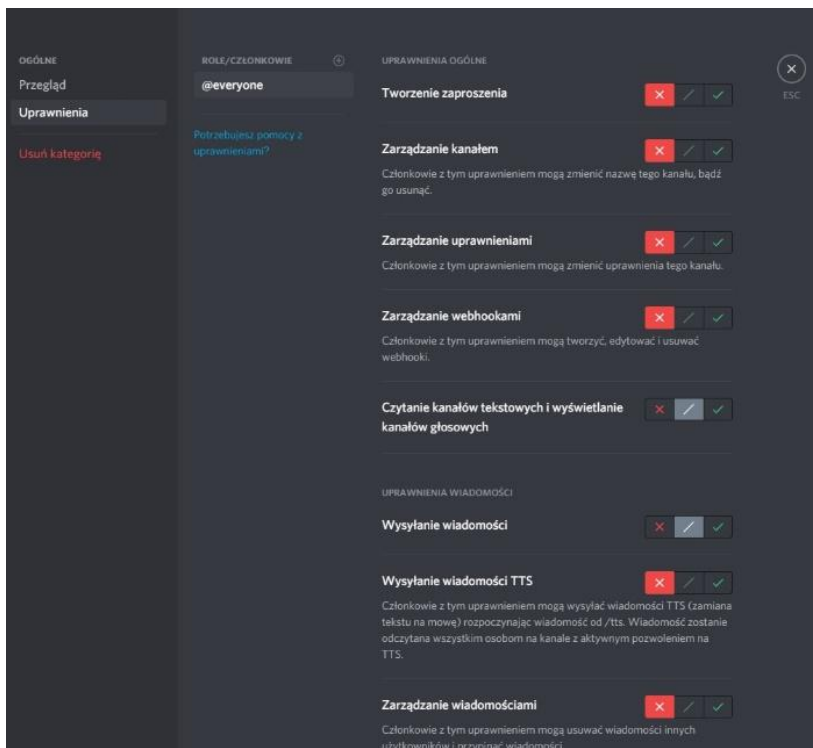 OGÓLNE
Przegląd
Uprawnienia
Usuń kategorię
ROLE/CZŁONKOWIE
@everyone
Potrzebujesz pomocy z
uprawnieniami?
UPRAWNIENIA OGÓLNE
Tworzenie zaproszenia
Zarządzanie kanałem
Członkowie z tym uprawnieniem mogą zmienić nazwę tego kanału, bądź
go usunąć.
Zarządzanie uprawnieniami
Członkowie z tym uprawnieniem mogą zmienić uprawnienia tego kanału.
Zarządzanie webhookami
Członkowie z tym uprawnieniem mogą tworzyć, edytować i usuwać
webhooki.
Czytanie kanałów tekstowych i wyświetlanie
kanałów głosowych
UPRAWNIENIA WIADOMOŚCI
Wysyłanie wiadomości
Wysyłanie wiadomości TTS
Członkowie z tym uprawnieniem mogą wysyłać wiadomości TTS (zamiana
tekstu na mowę) rozpoczynając wiadomość od /tts. Wiadomość zostanie
odczytana wszystkim osobom na kanale z aktywnym pozwoleniem na
TTS.
Zarządzanie wiadomościami
Członkowie z tym uprawnieniem mogą usuwać wiadomości innych
użytkowników i przypinać wiadomości.
ESC